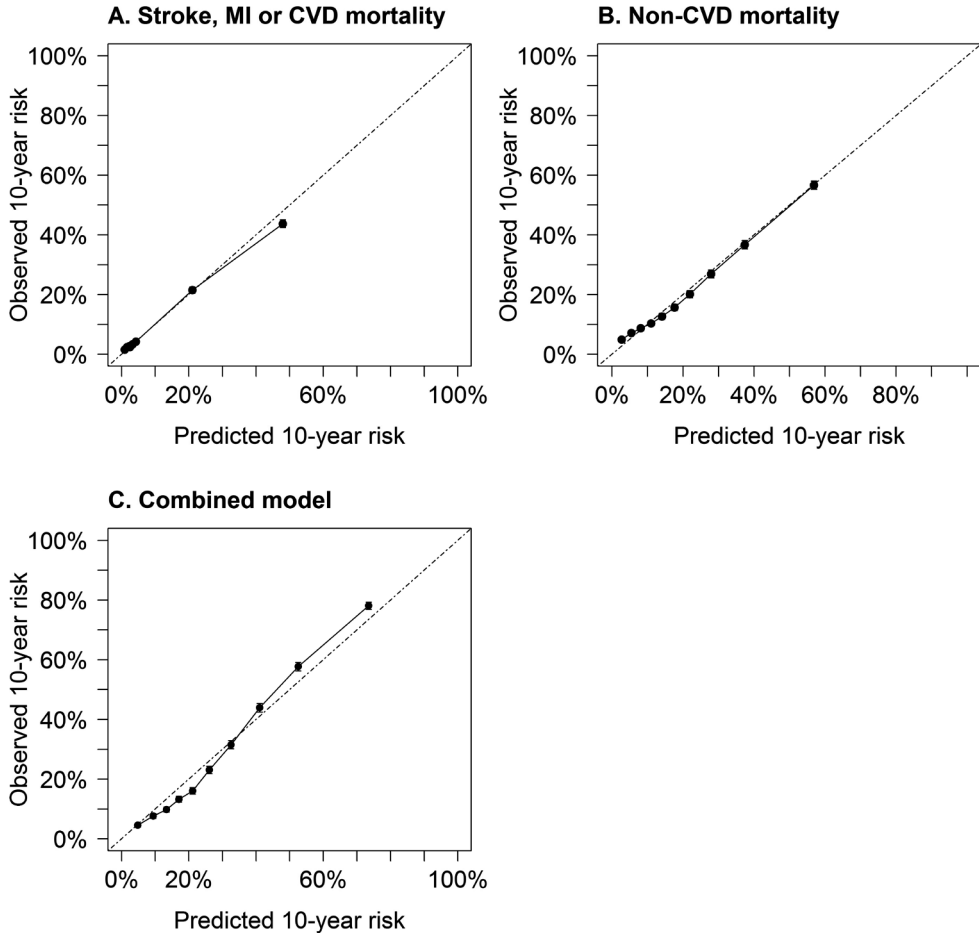 A. Stroke, MI or CVD mortality
Observed 10-year risk
100%
80%
60%
40%
20%
0%
0% 20% 60% 100%
Predicted 10-year risk
B. Non-CVD mortality
Observed 10-year risk
100%
80%
60%
40%
20%
0%
0% 20% 40% 60% 80%
Predicted 10-year risk
C. Combined model
Observed 10-year risk
100%
80%
60%
40%
20%
0%
0% 20% 60% 100%
Predicted 10-year risk